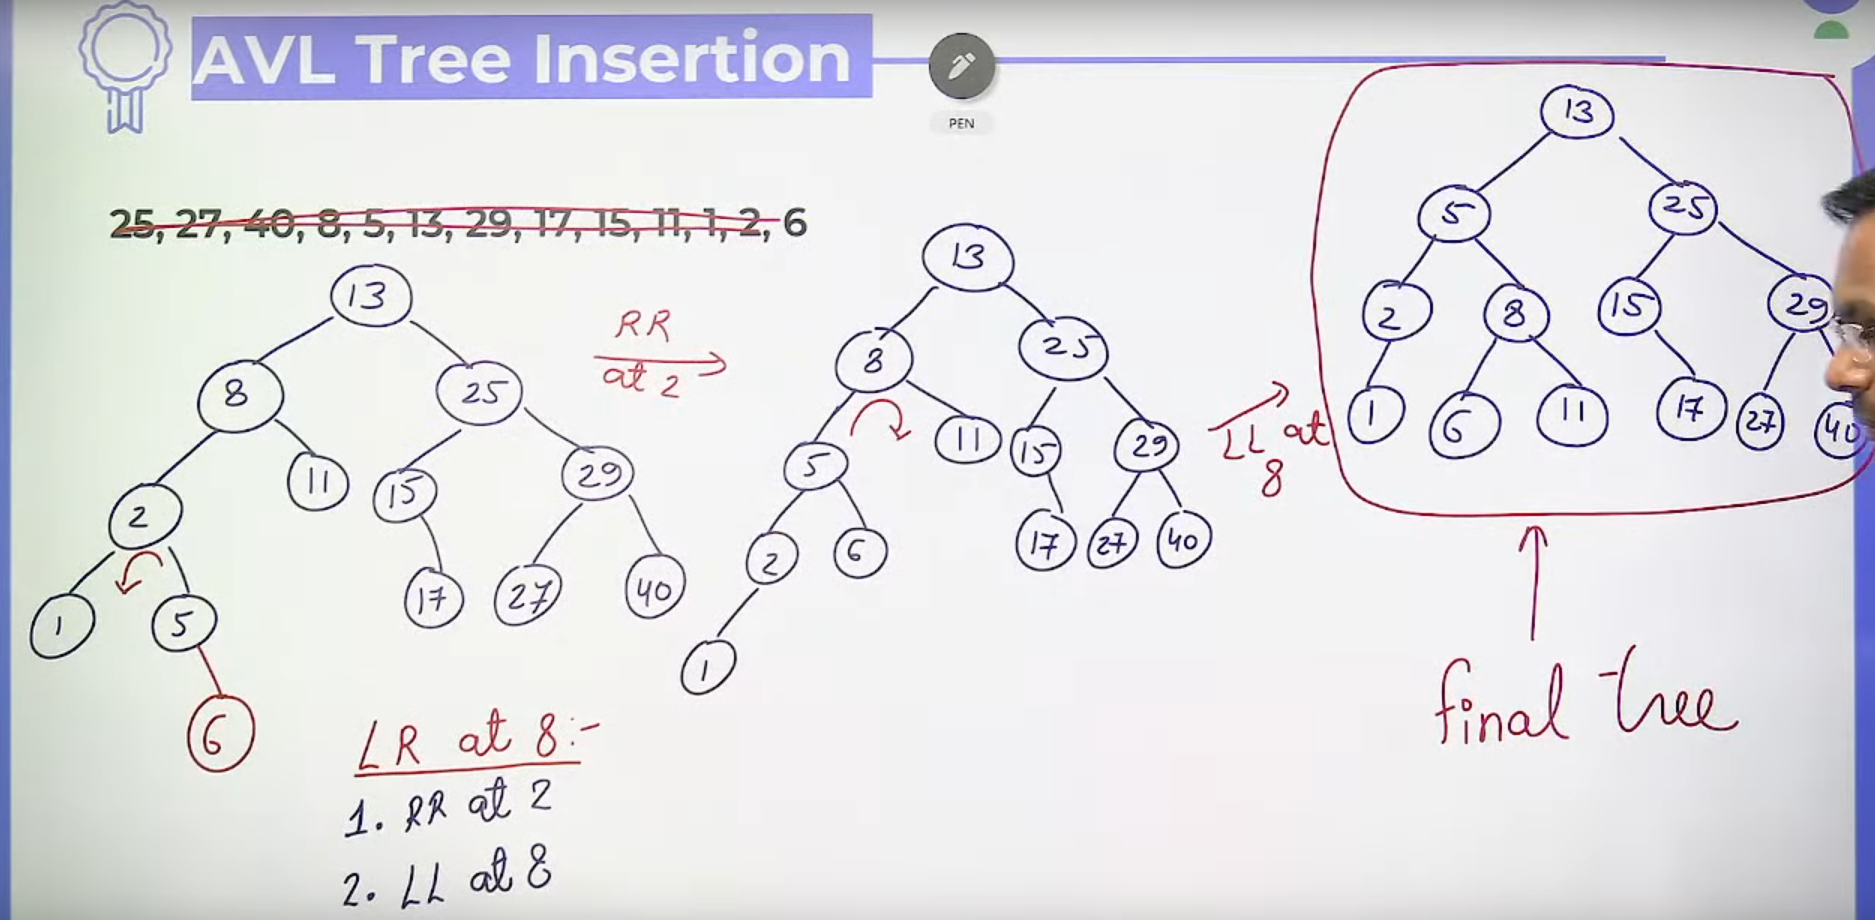 AVL Tree Insertion
PEN
25, 27, 40, 8, 5, 13, 29, 17, 15, 11, 1, 2, 6
13
8 25
2 11 15 29
1 5 17 27 40
6
RR
at 2
13
8 25
5 11 15 29
2 6 17 27 40
1
LL at
8
13
5 25
2 8 15 29
1 6 11 17 27 40
final tree
LR at 8:-
1. RR at 2
2. LL at 8